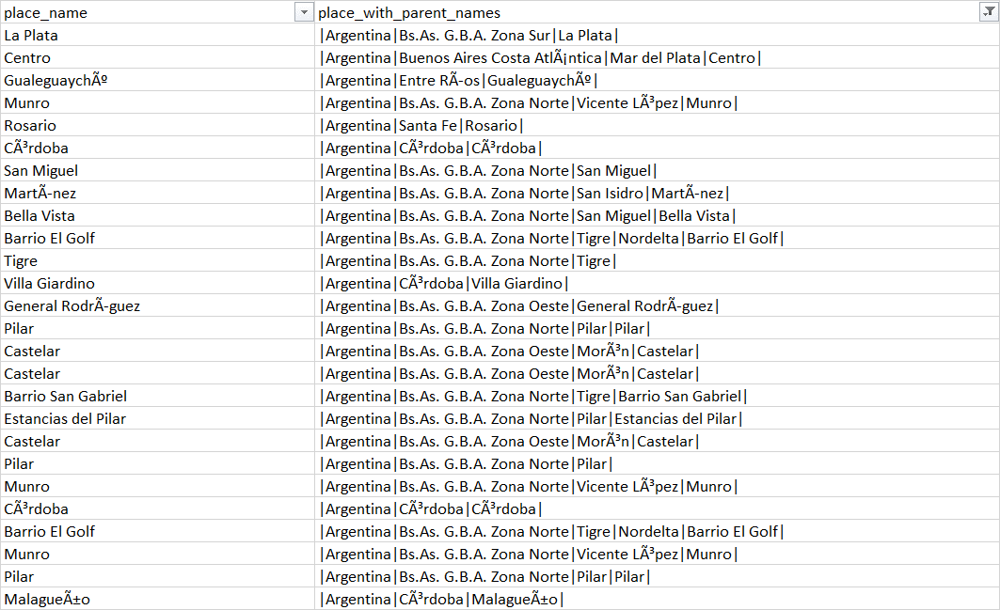 place_name place_with_parent_names
La Plata |Argentina|Bs.As. G.B.A. Zona Sur|La Plata|
Centro |Argentina|Buenos Aires Costa AtlÃ¡ntica|Mar del Plata|Centro|
GualeguaychÃº |Argentina|Entre RÃ-os|GualeguaychÃº|
Munro |Argentina|Bs.As. G.B.A. Zona Norte|Vicente LÃ³pez|Munro|
Rosario |Argentina|Santa Fe|Rosario|
CÃ³rdoba |Argentina|CÃ³rdoba|CÃ³rdoba|
San Miguel |Argentina|Bs.As. G.B.A. Zona Norte|San Miguel|
MartÃ-nez |Argentina|Bs.As. G.B.A. Zona Norte|San Isidro|MartÃ-nez|
Bella Vista |Argentina|Bs.As. G.B.A. Zona Norte|San Miguel|Bella Vista|
Barrio El Golf |Argentina|Bs.As. G.B.A. Zona Norte|Tigre|Nordelta|Barrio El Golf|
Tigre |Argentina|Bs.As. G.B.A. Zona Norte|Tigre|
Villa Giardino |Argentina|CÃ³rdoba|Villa Giardino|
General RodrÃ-guez |Argentina|Bs.As. G.B.A. Zona Oeste|General RodrÃ-guez|
Pilar |Argentina|Bs.As. G.B.A. Zona Norte|Pilar|Pilar|
Castelar |Argentina|Bs.As. G.B.A. Zona Oeste|MorÃ³n|Castelar|
Castelar |Argentina|Bs.As. G.B.A. Zona Oeste|MorÃ³n|Castelar|
Barrio San Gabriel |Argentina|Bs.As. G.B.A. Zona Norte|Tigre|Barrio San Gabriel|
Estancias del Pilar |Argentina|Bs.As. G.B.A. Zona Norte|Pilar|Estancias del Pilar|
Castelar |Argentina|Bs.As. G.B.A. Zona Oeste|MorÃ³n|Castelar|
Pilar |Argentina|Bs.As. G.B.A. Zona Norte|Pilar|
Munro |Argentina|Bs.As. G.B.A. Zona Norte|Vicente LÃ³pez|Munro|
CÃ³rdoba |Argentina|CÃ³rdoba|CÃ³rdoba|
Barrio El Golf |Argentina|Bs.As. G.B.A. Zona Norte|Tigre|Nordelta|Barrio El Golf|
Munro |Argentina|Bs.As. G.B.A. Zona Norte|Vicente LÃ³pez|Munro|
Pilar |Argentina|Bs.As. G.B.A. Zona Norte|Pilar|Pilar|
MalagueÃ±o |Argentina|CÃ³rdoba|MalagueÃ±o|